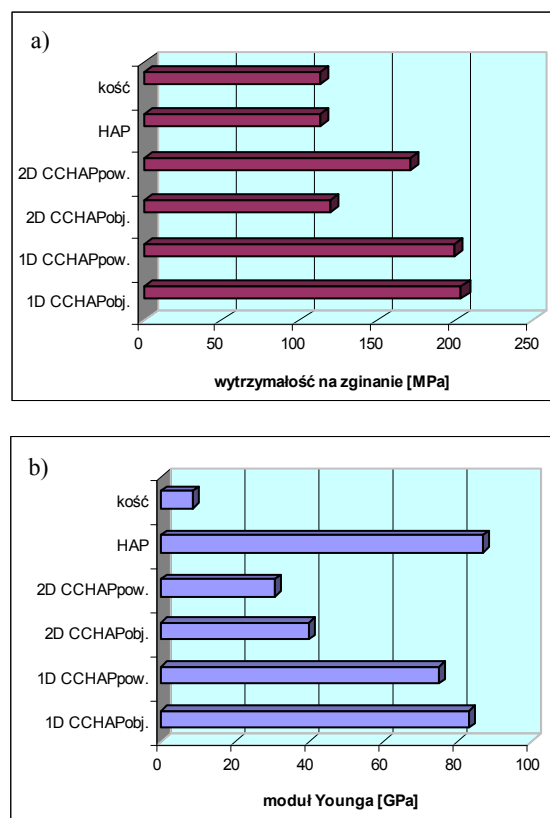 a)
kość
HAP
2D CCHAPpow.
2D CCHAPobj.
1D CCHAPpow.
1D CCHAPobj.
0 50 100 150 200 250
wytrzymałość na zginanie [MPa]
b)
kość
HAP
2D CCHAPpow.
2D CCHAPobj.
1D CCHAPpow.
1D CCHAPobj.
0 20 40 60 80 100
moduł Younga [GPa]